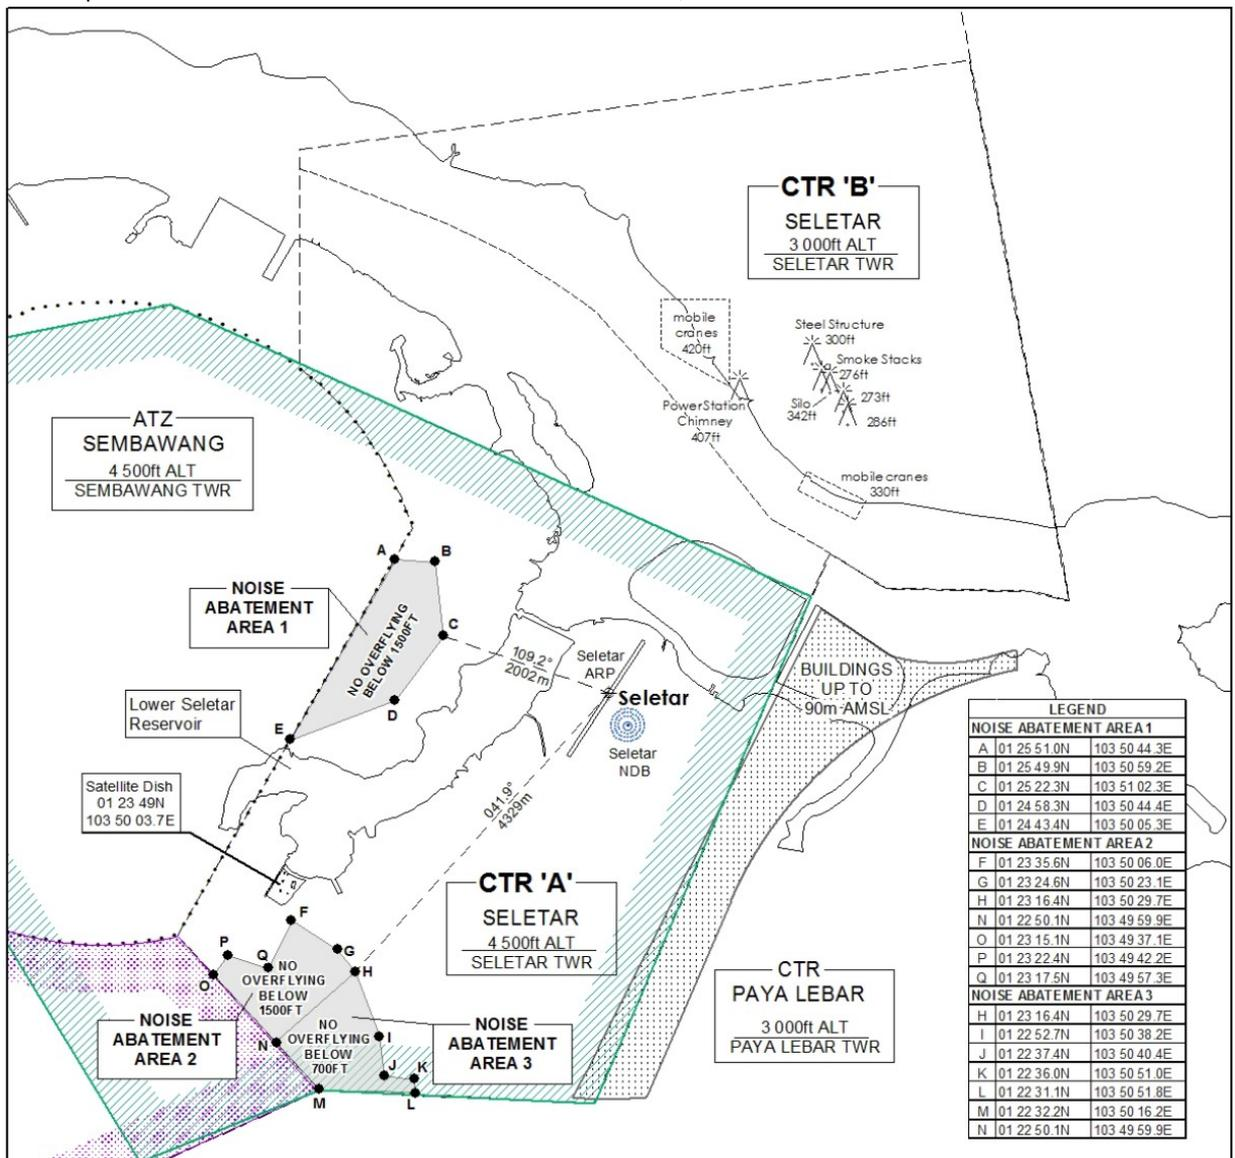 CTR 'B'
SELETAR
3 000ft ALT
SELETAR TWR
mobile
cranes
420ft
Steel Structure
300ft
Smoke Stacks
276ft
Silo
342ft
273ft
286ft
Power Station
Chimney
407ft
mobile cranes
330ft
ATZ
SEMBAWANG
4 500ft ALT
SEMBAWANG TWR
A
B
C
D
E
NOISE
ABATEMENT
AREA 1
NO OVERFLYING
BELOW 1500FT
109.2°
2002m
Seletar
ARP
Seletar
Seletar
NDB
BUILDINGS
UP TO
90m AMSL
Lower Seletar
Reservoir
Satellite Dish
01 23 49N
103 50 03.7E
041.9°
4329m
CTR 'A'
SELETAR
4 500ft ALT
SELETAR TWR
F
G
H
P
Q
O
NO
OVERFLYING
BELOW
1500FT
NOISE
ABATEMENT
AREA 2
N
NO
OVERFLYING
BELOW
700FT
I
J
K
L
M
NOISE
ABATEMENT
AREA 3
CTR
PAYA LEBAR
3 000ft ALT
PAYA LEBAR TWR
LEGEND
NOISE ABATEMENT AREA 1
A 01 25 51.0N 103 50 44.3E
B 01 25 49.9N 103 50 59.2E
C 01 25 22.3N 103 51 02.3E
D 01 24 58.3N 103 50 44.4E
E 01 24 43.4N 103 50 05.3E
NOISE ABATEMENT AREA 2
F 01 23 35.6N 103 50 06.0E
G 01 23 24.6N 103 50 23.1E
H 01 23 16.4N 103 50 29.7E
N 01 22 50.1N 103 49 59.9E
O 01 23 15.1N 103 49 37.1E
P 01 23 22.4N 103 49 42.2E
Q 01 23 17.5N 103 49 57.3E
NOISE ABATEMENT AREA 3
H 01 23 16.4N 103 50 29.7E
I 01 22 52.7N 103 50 38.2E
J 01 22 37.4N 103 50 40.4E
K 01 22 36.0N 103 50 51.0E
L 01 22 31.1N 103 50 51.8E
M 01 22 32.2N 103 50 16.2E
N 01 22 50.1N 103 49 59.9E